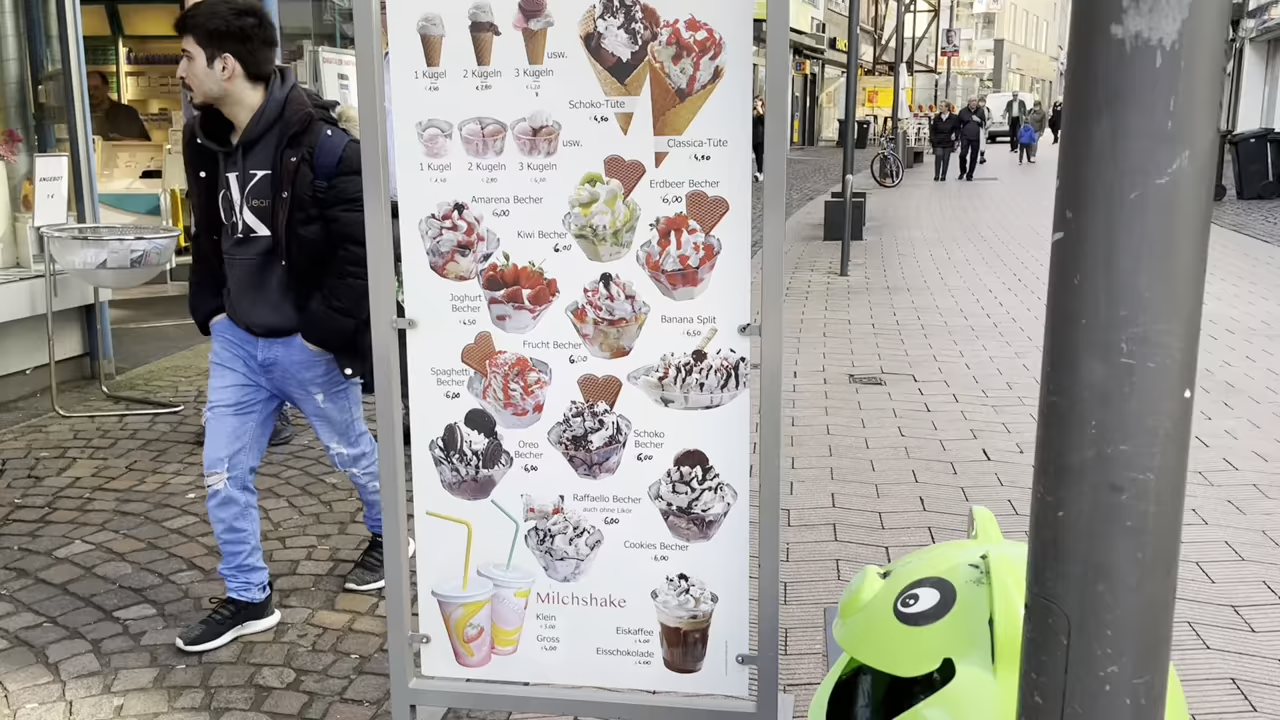 usw.
1 Kugel
2 Kugeln
3 Kugeln
Schoko-Tüte
€ 4,50
Classica-Tüte
€ 4,80
usw.
1 Kugel
2 Kugeln
3 Kugeln
Erdbeer Becher
€6,00
Amarena Becher
6,00
Kiwi Becher
6,00
Joghurt
Becher
€4,50
Banana Split
€6,50
Frucht Becher
6,00
Spaghetti
Becher
€6,00
Oreo
Becher
€6,00
Schoko
Becher
6,00
Raffaello Becher
auch ohne Likör
6,00
Cookies Becher
€6,00
Milchshake
Klein
Gross
Eiskaffee
Eisschokolade
ANGEBOT
CK
Jeans